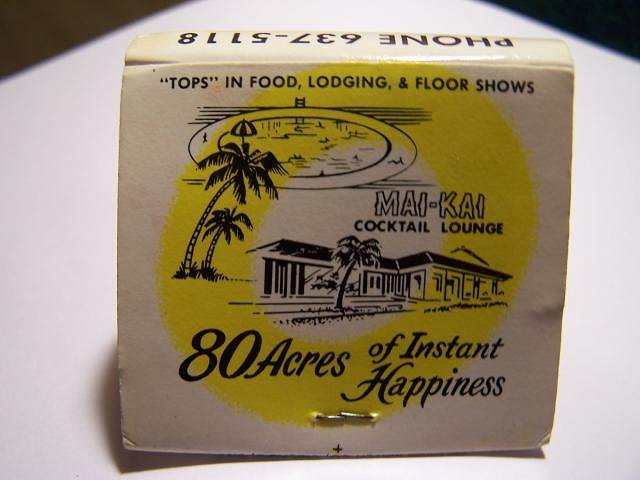 PHONE 637-5118
"TOPS" IN FOOD, LODGING, & FLOOR SHOWS
MAI-KAI
COCKTAIL LOUNGE
80 Acres of Instant
Happiness